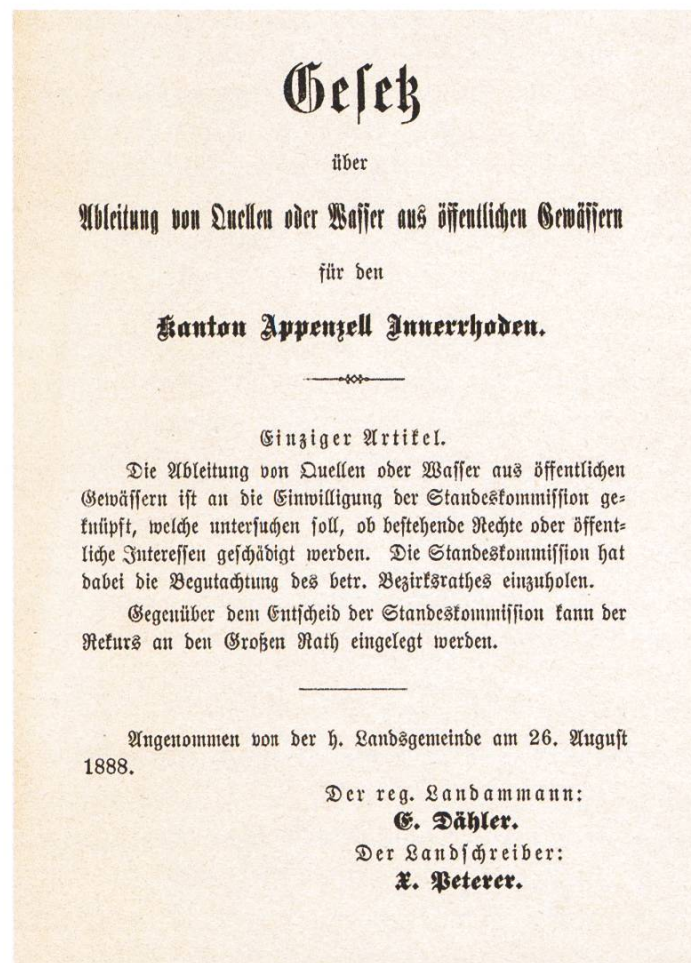 Gesetz
über
Ableitung von Quellen oder Wasser aus öffentlichen Gewässern
für den
Kanton Appenzell Innerrhoden.
Einziger Artikel.
Die Ableitung von Quellen oder Wasser aus öffentlichen
Gewässern ist an die Einwilligung der Standeskommission ge-
knüpft, welche untersuchen soll, ob bestehende Rechte oder öffent-
liche Interessen geschädigt werden. Die Standeskommission hat
dabei die Begutachtung des betr. Bezirksrathes einzuholen.
Gegenüber dem Entscheid der Standeskommission kann der
Rekurs an den Großen Rath eingelegt werden.
Angenommen von der h. Landsgemeinde am 26. August
1888.
Der reg. Landammann:
E. Dähler.
Der Landschreiber:
X. Peterer.